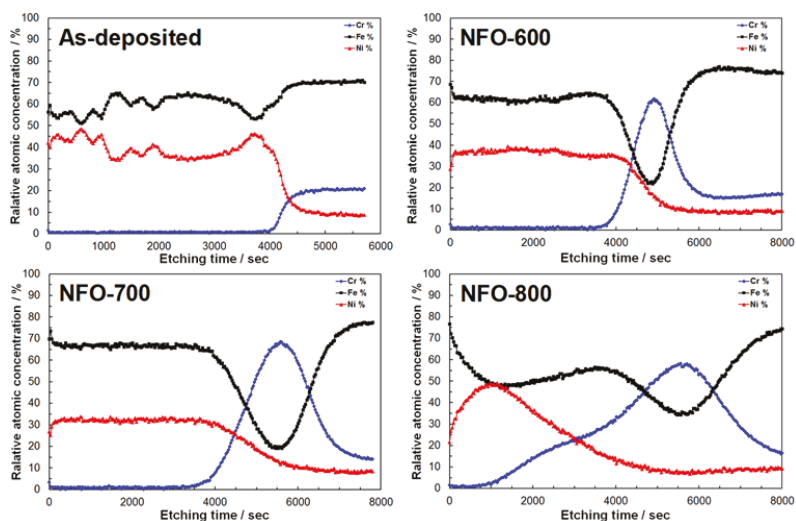 As-deposited
Cr %
Fe %
Ni %
Ralative atomic concentration / %
100
90
80
70
60
50
40
30
20
10
0
0 1000 2000 3000 4000 5000 6000
Etching time / sec
NFO-600
Cr %
Fe %
Ni %
Ralative atomic concentration / %
100
90
80
70
60
50
40
30
20
10
0
0 2000 4000 6000 8000
Etching time / sec
NFO-700
Cr %
Fe %
Ni %
Ralative atomic concentration / %
100
90
80
70
60
50
40
30
20
10
0
0 2000 4000 6000 8000
Etching time / sec
NFO-800
Cr %
Fe %
Ni %
Ralative atomic concentration / %
100
90
80
70
60
50
40
30
20
10
0
0 2000 4000 6000 8000
Etching time / sec